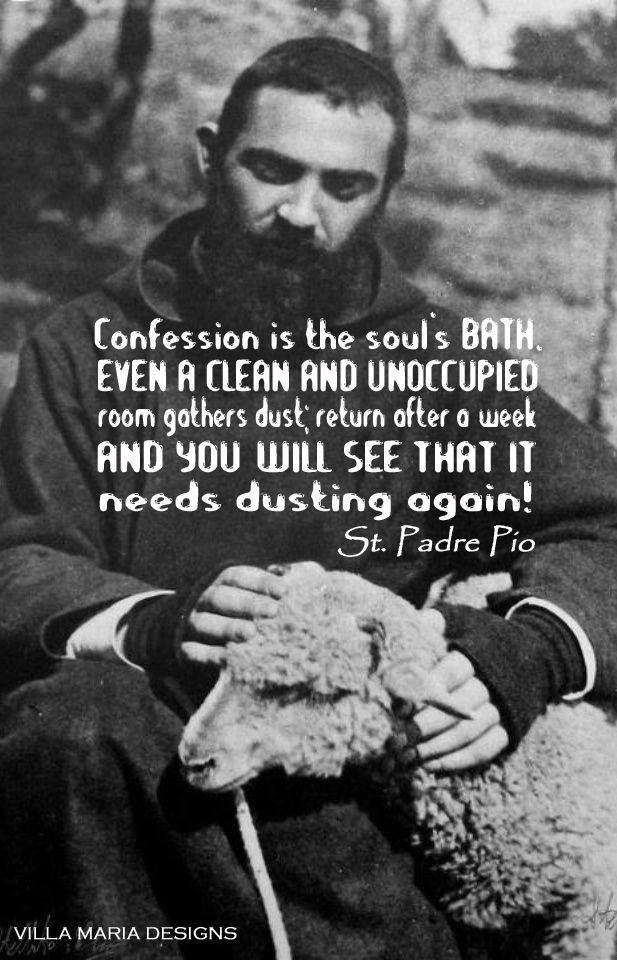 Confession is the soul's BATH.
EVEN A CLEAN AND UNOCCUPIED
room gathers dust; return after a week
AND YOU WILL SEE THAT IT
needs dusting again!
St. Padre Pio
VILLA MARIA DESIGNS